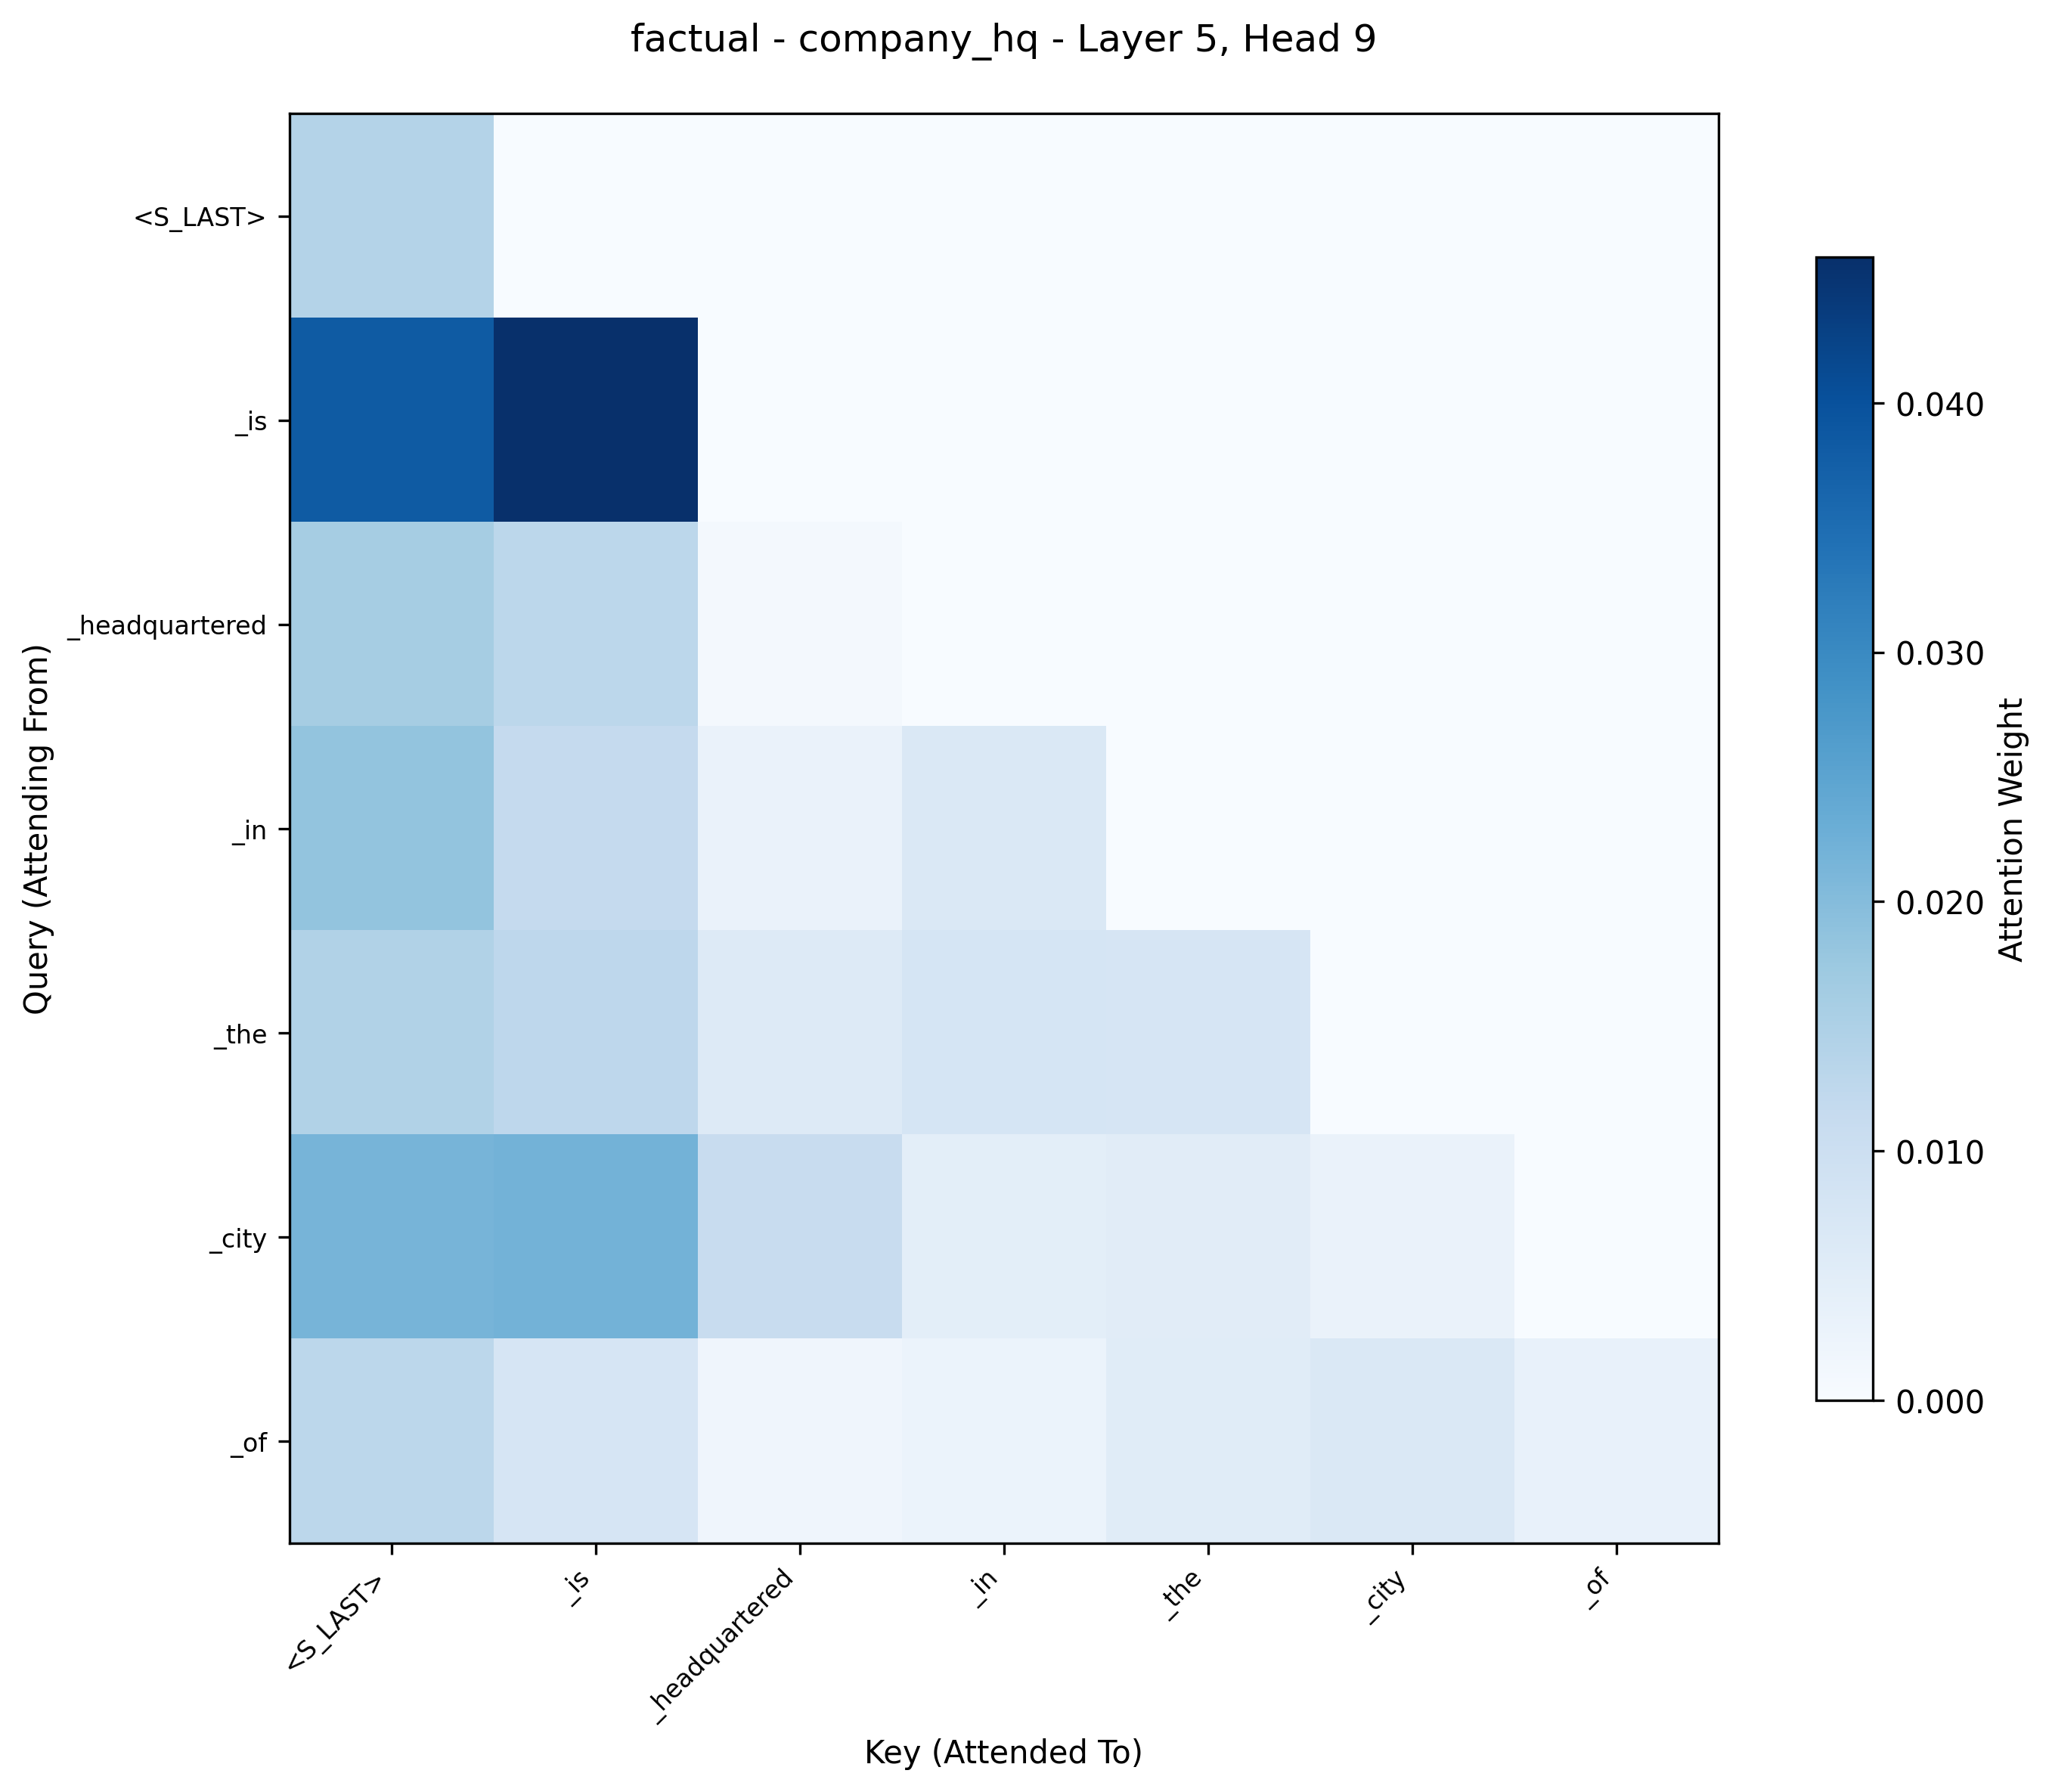 factual - company_hq - Layer 5, Head 9
Query (Attending From)
<S_LAST>
_is
_headquartered
_in
_the
_city
_of
<S_LAST>
_is
_headquartered
_in
_the
_city
_of
Key (Attended To)
0.040
0.030
0.020
0.010
0.000
Attention Weight